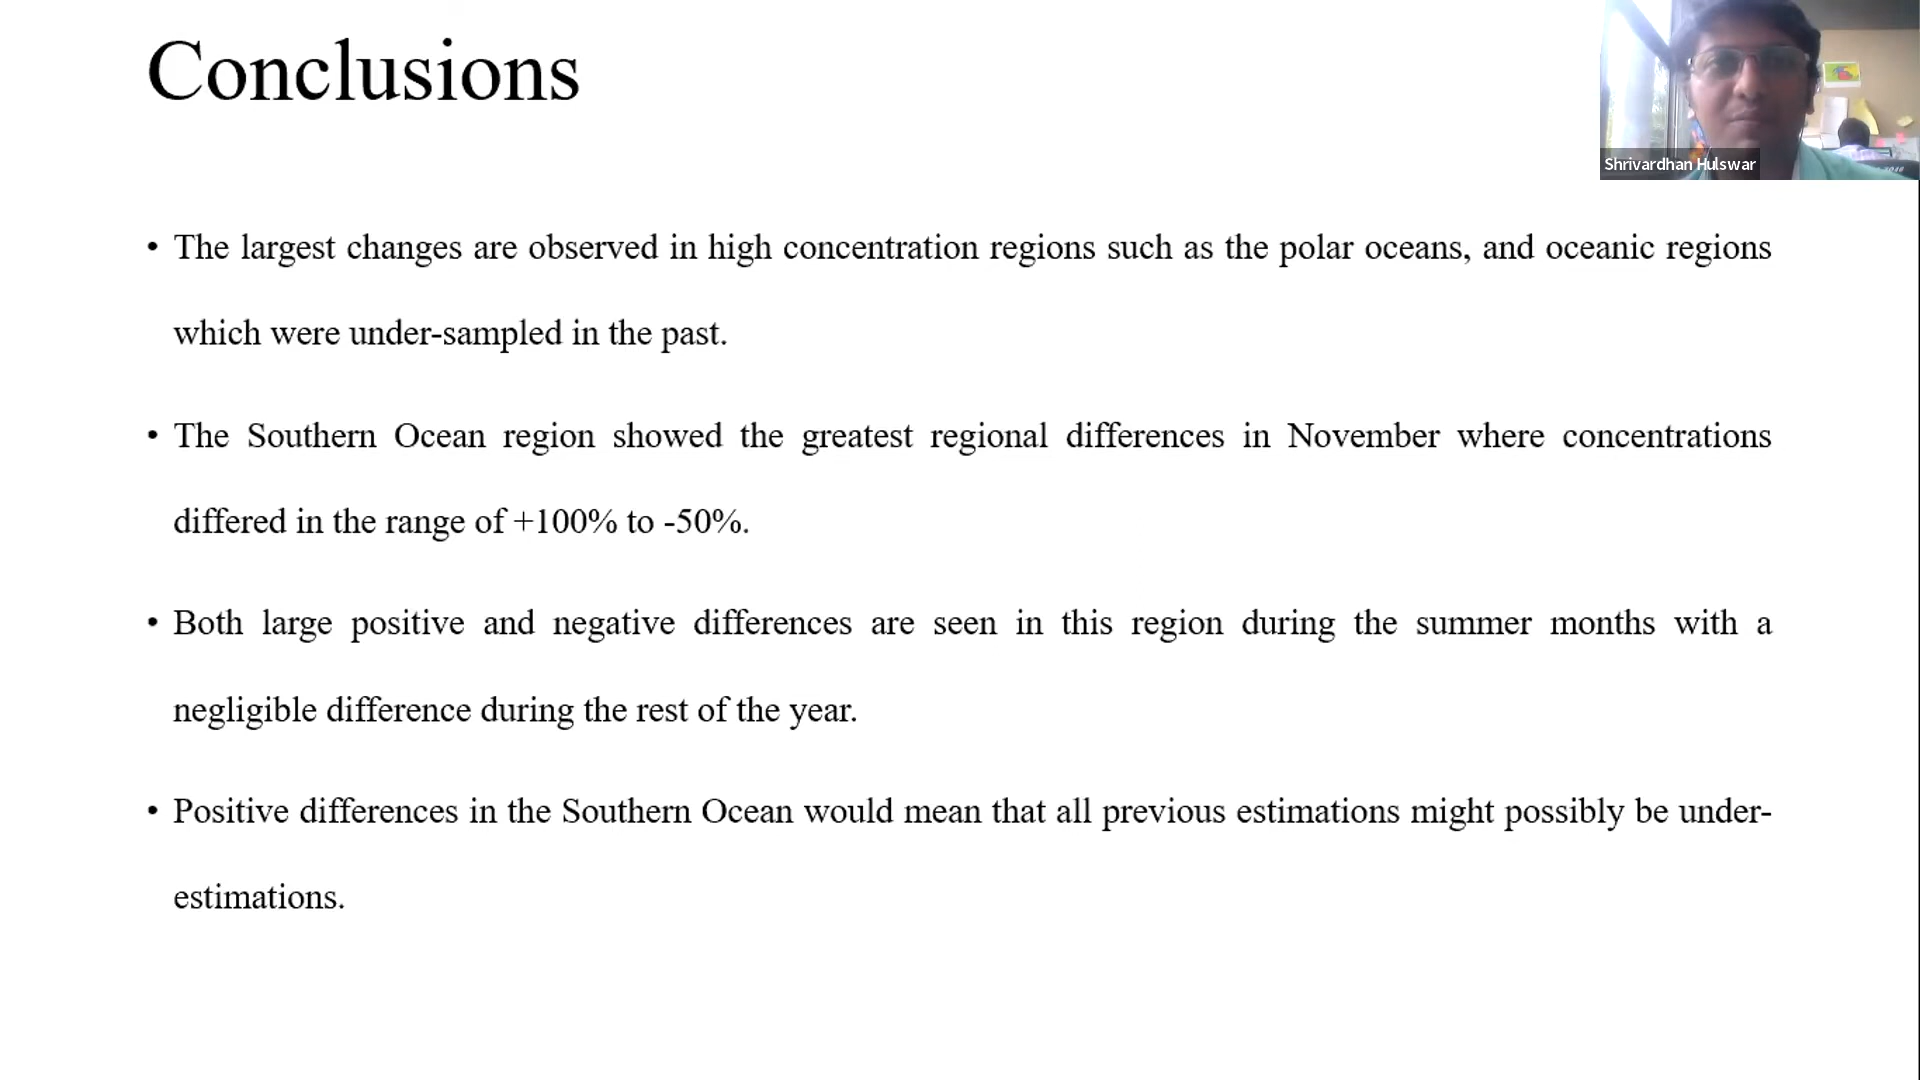 Conclusions
Shrivardhan Hulswar
• The largest changes are observed in high concentration regions such as the polar oceans, and oceanic regions
which were under-sampled in the past.
• The Southern Ocean region showed the greatest regional differences in November where concentrations
differed in the range of +100% to -50%.
• Both large positive and negative differences are seen in this region during the summer months with a
negligible difference during the rest of the year.
• Positive differences in the Southern Ocean would mean that all previous estimations might possibly be under-
estimations.